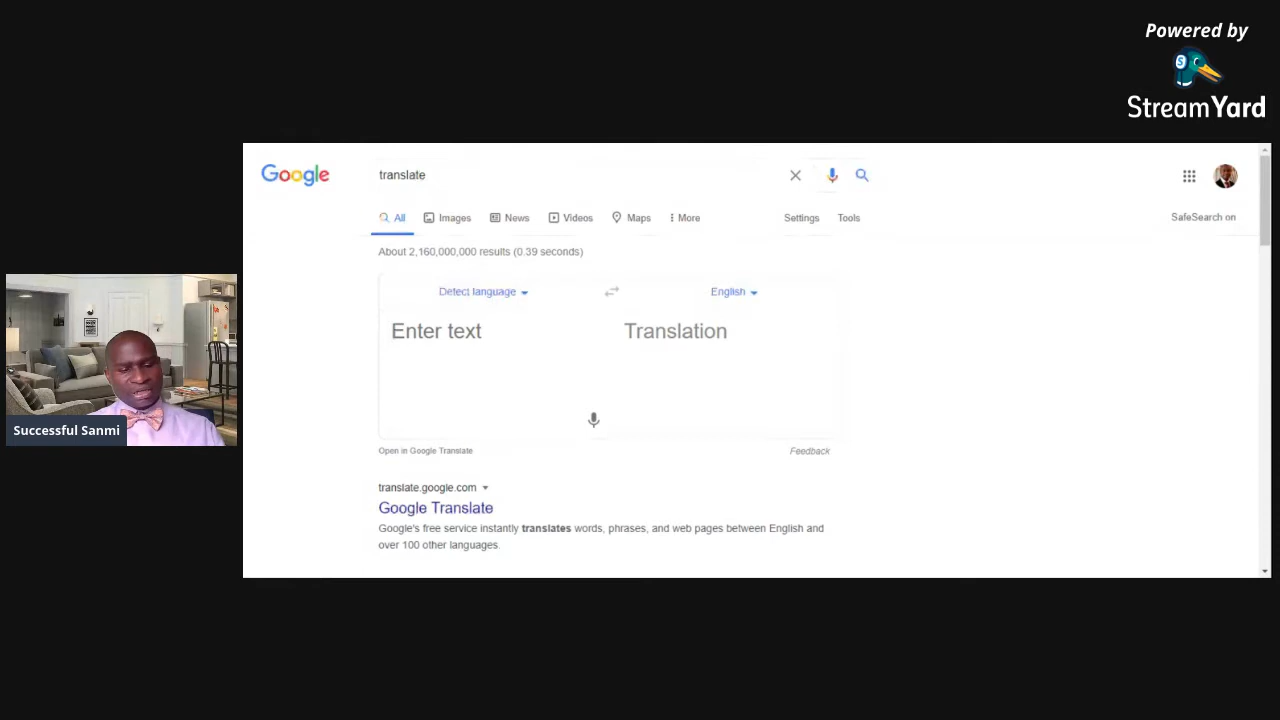 Powered by
StreamYard
Google
translate
All
Images
News
Videos
Maps
More
Settings
Tools
SafeSearch on
About 2,160,000,000 results (0.39 seconds)
Detect language
English
Enter text
Translation
Open in Google Translate
Feedback
translate.google.com
Google Translate
Google's free service instantly translates words, phrases, and web pages between English and
over 100 other languages.
Successful Sanmi